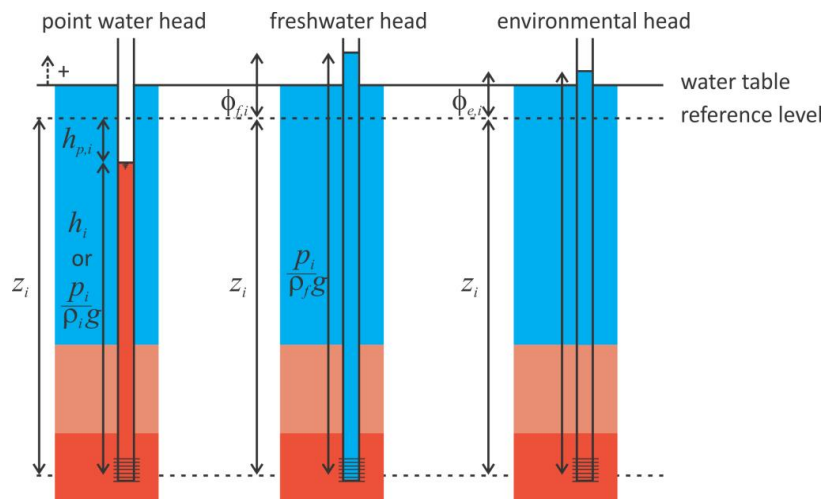 point water head
freshwater head
environmental head
+
water table
ϕf,i
ϕe,i
reference level
hp,i
hi
or
pi
ρig
zi
pi
ρfg
zi
zi